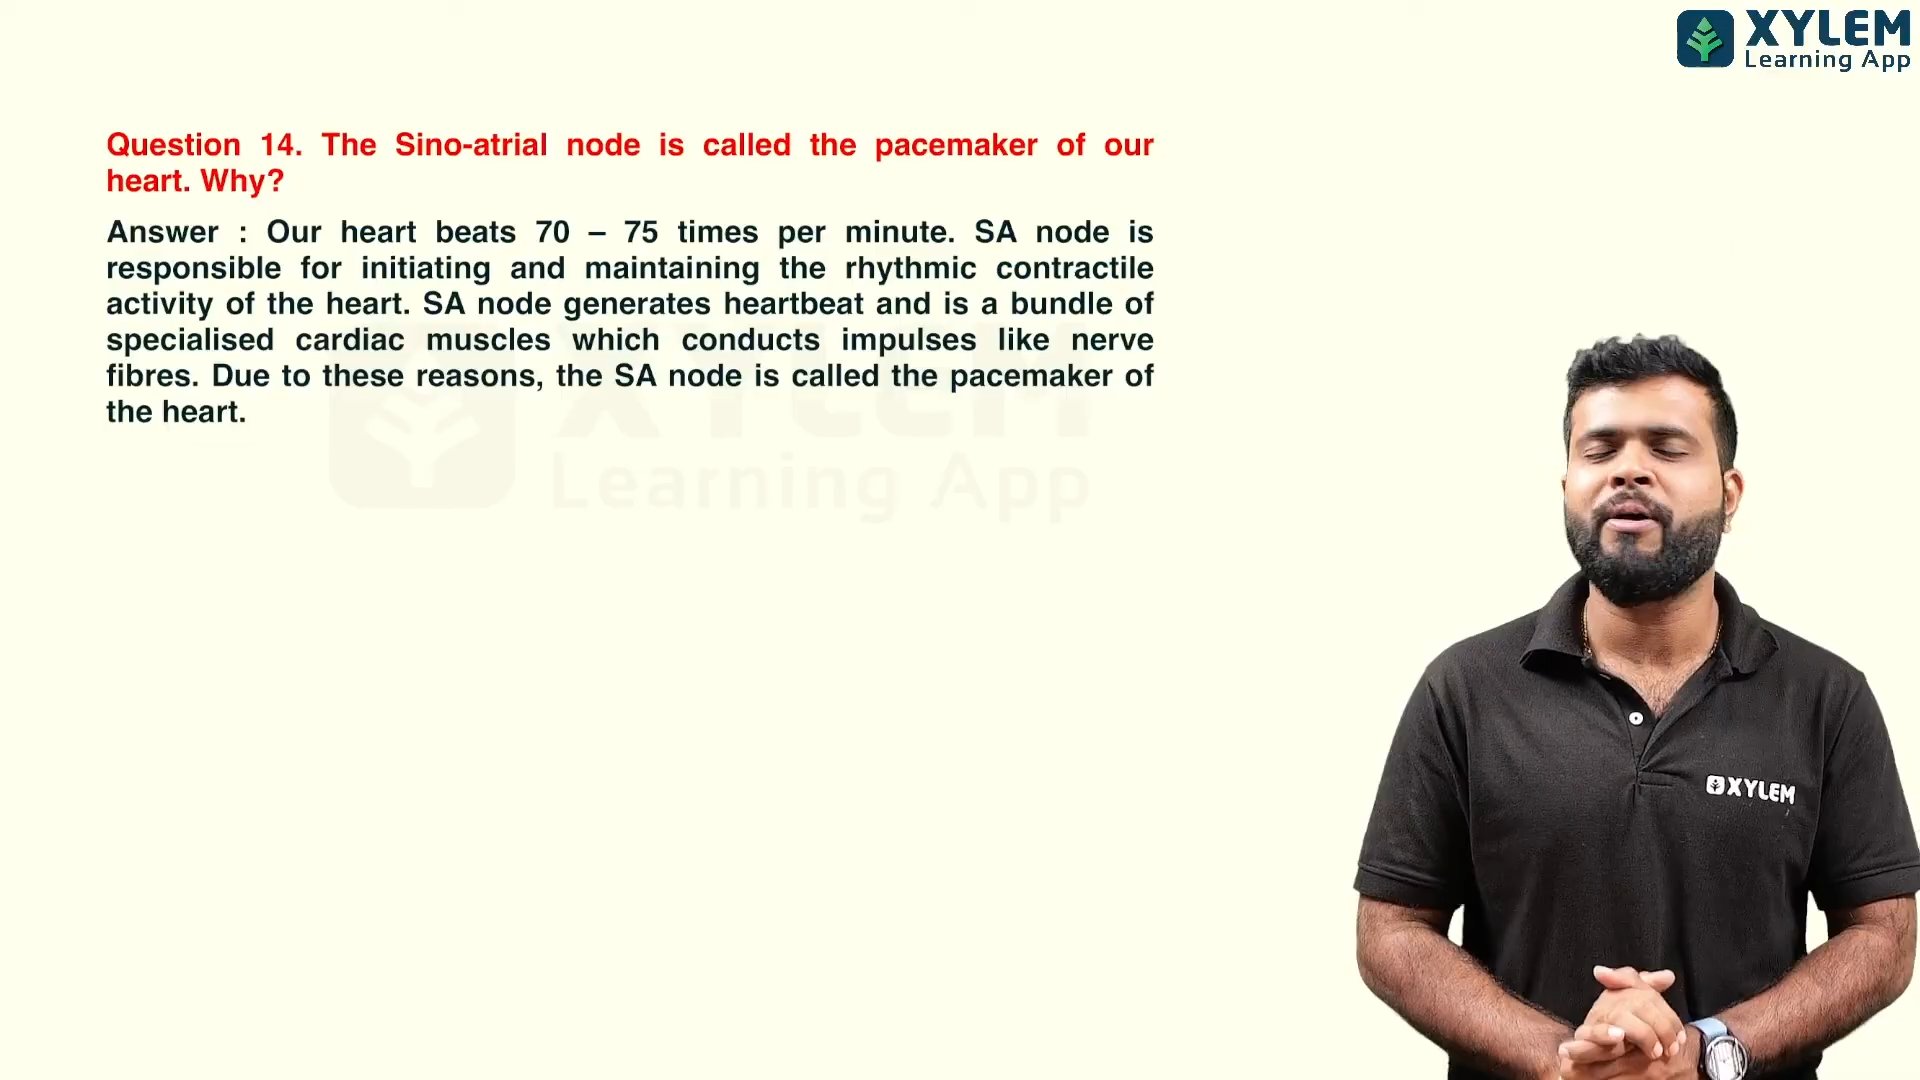 XYLEM
Learning App
Question 14. The Sino-atrial node is called the pacemaker of our
heart. Why?
Answer : Our heart beats 70 – 75 times per minute. SA node is
responsible for initiating and maintaining the rhythmic contractile
activity of the heart. SA node generates heartbeat and is a bundle of
specialised cardiac muscles which conducts impulses like nerve
fibres. Due to these reasons, the SA node is called the pacemaker of
the heart.
XYLEM
Learning App
XYLEM